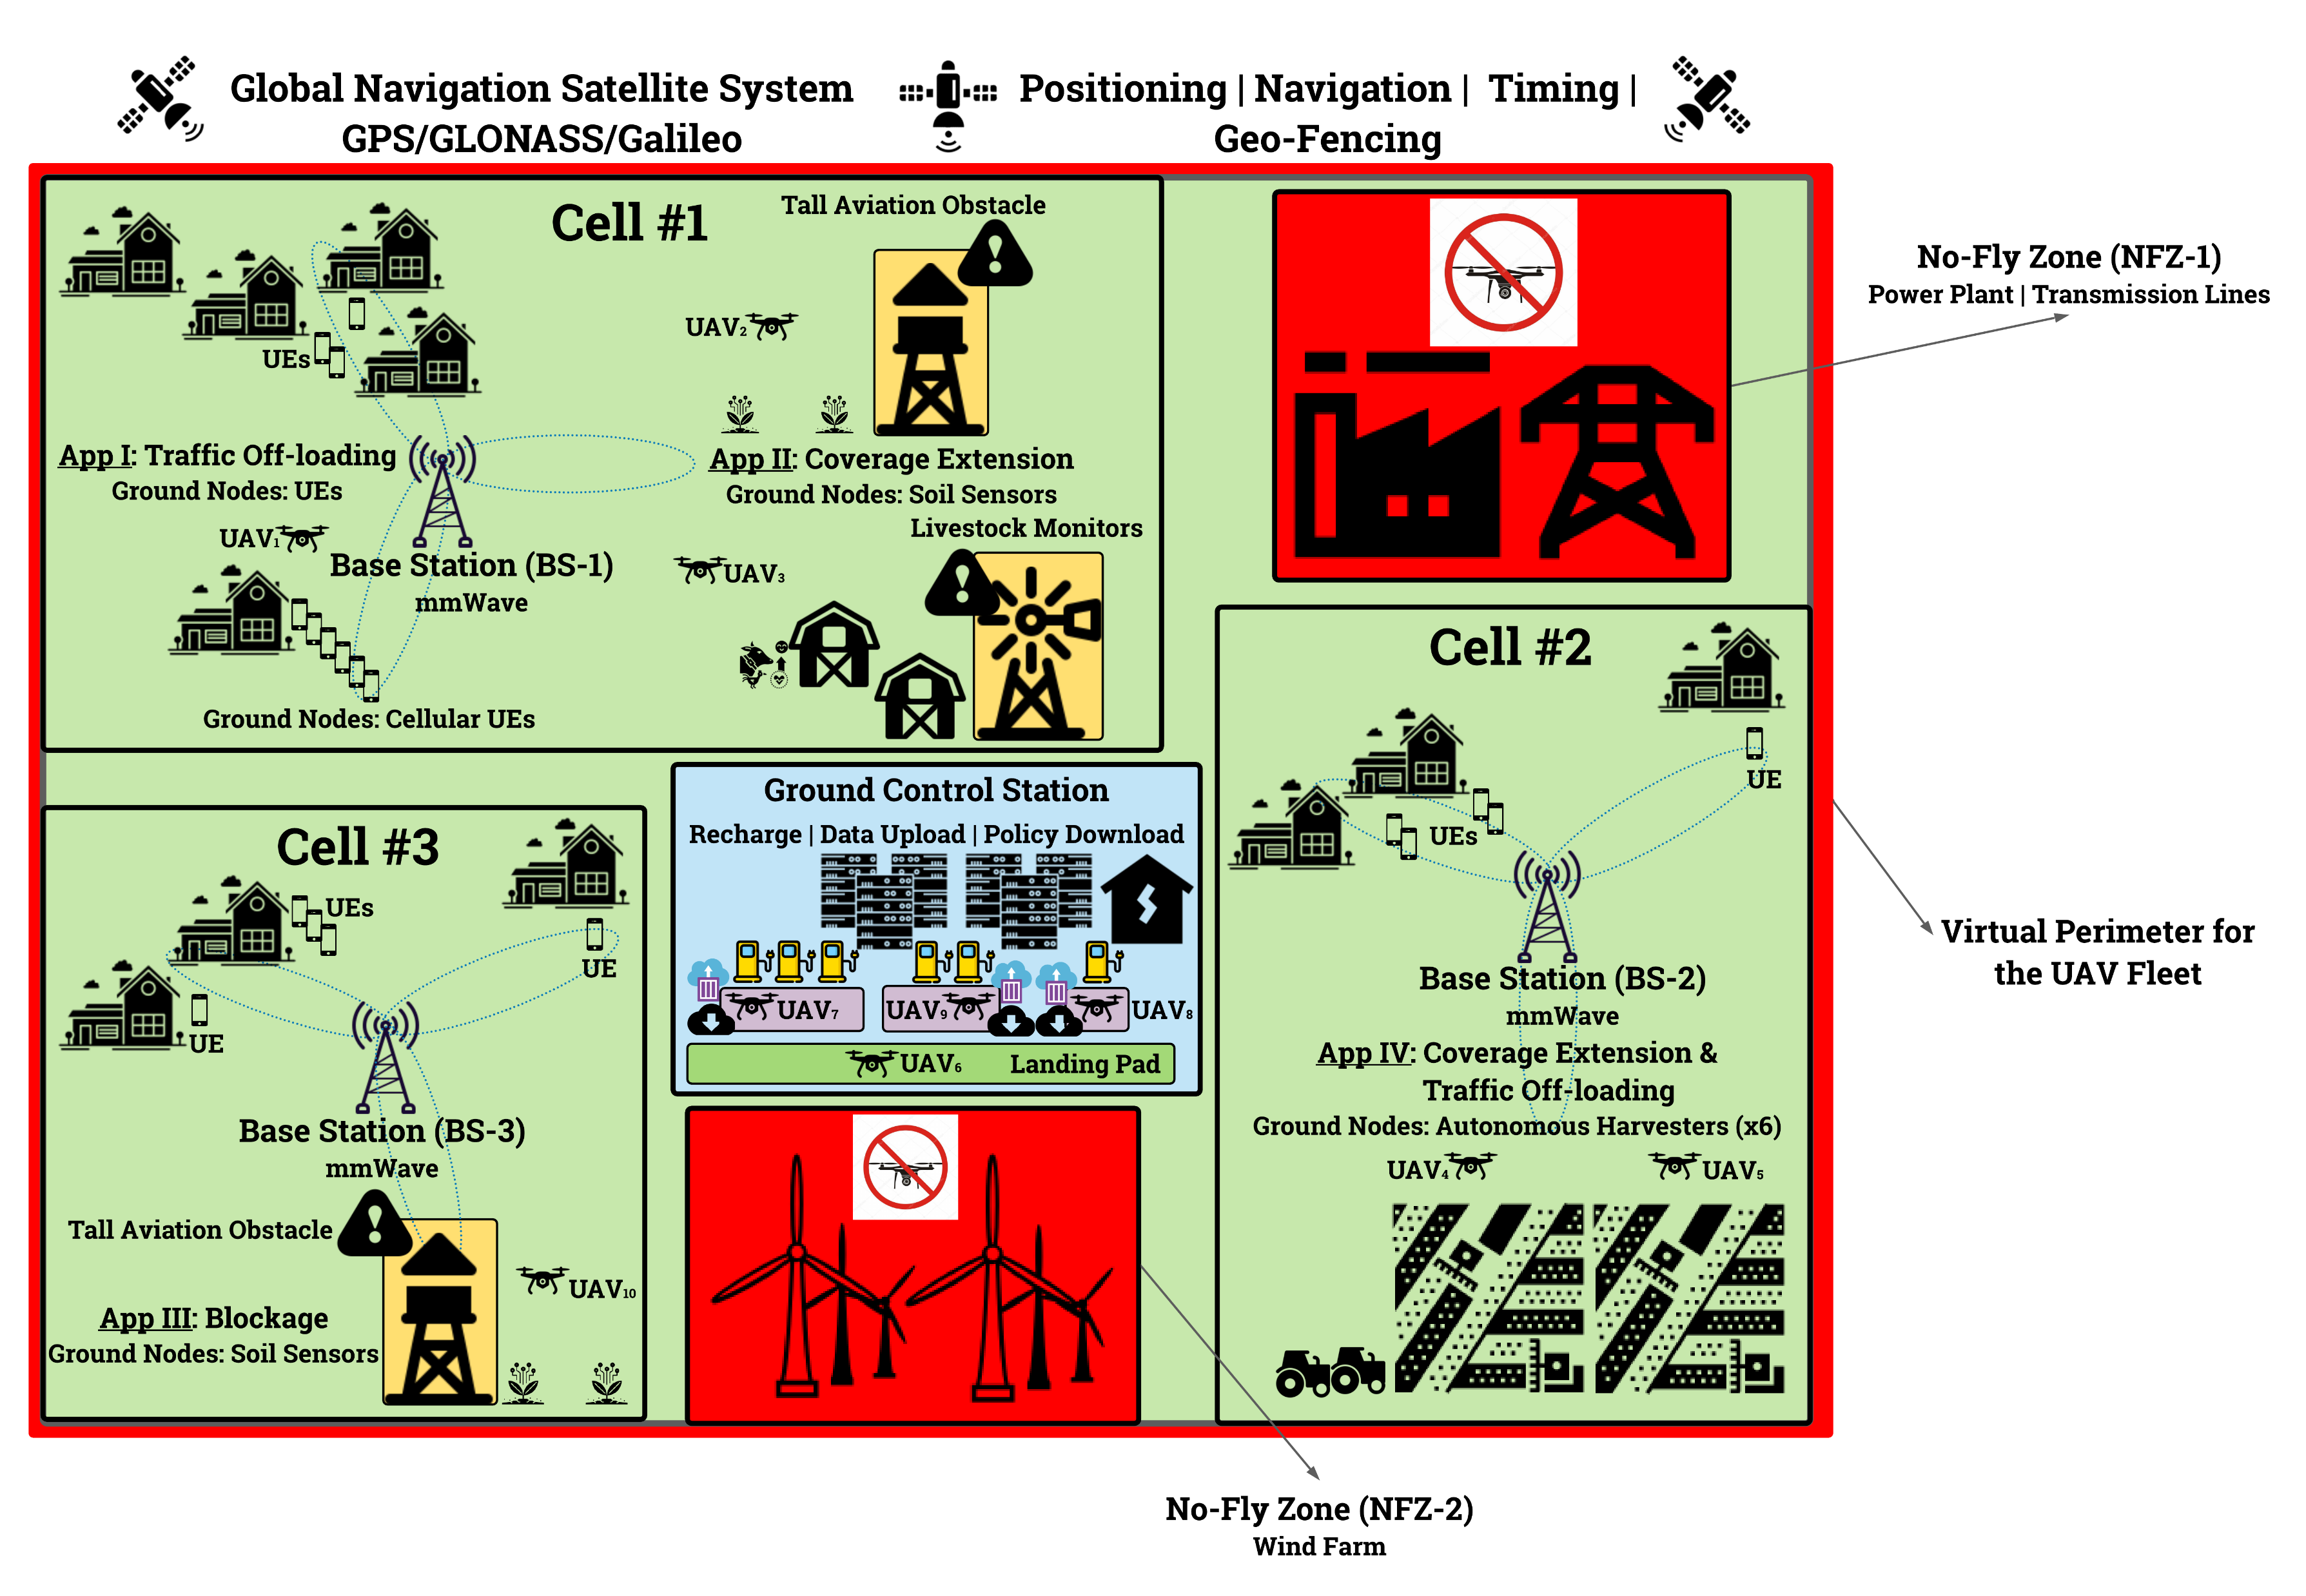 Global Navigation Satellite System
GPS/GLONASS/Galileo
Positioning | Navigation | Timing |
Geo-Fencing
Cell #1
Tall Aviation Obstacle
UAV₂
UEs
App I: Traffic Off-loading
Ground Nodes: UEs
App II: Coverage Extension
Ground Nodes: Soil Sensors
Livestock Monitors
UAV₁
Base Station (BS-1)
mmWave
UAV₃
Ground Nodes: Cellular UEs
No-Fly Zone (NFZ-1)
Power Plant | Transmission Lines
Cell #2
UE
UEs
Base Station (BS-2)
mmWave
App IV: Coverage Extension &
Traffic Off-loading
Ground Nodes: Autonomous Harvesters (x6)
UAV₄
UAV₅
Virtual Perimeter for
the UAV Fleet
Ground Control Station
Recharge | Data Upload | Policy Download
UAV₇
UAV₉
UAV₈
UAV₆
Landing Pad
Cell #3
UEs
UE
UE
Base Station (BS-3)
mmWave
Tall Aviation Obstacle
UAV₁₀
App III: Blockage
Ground Nodes: Soil Sensors
No-Fly Zone (NFZ-2)
Wind Farm